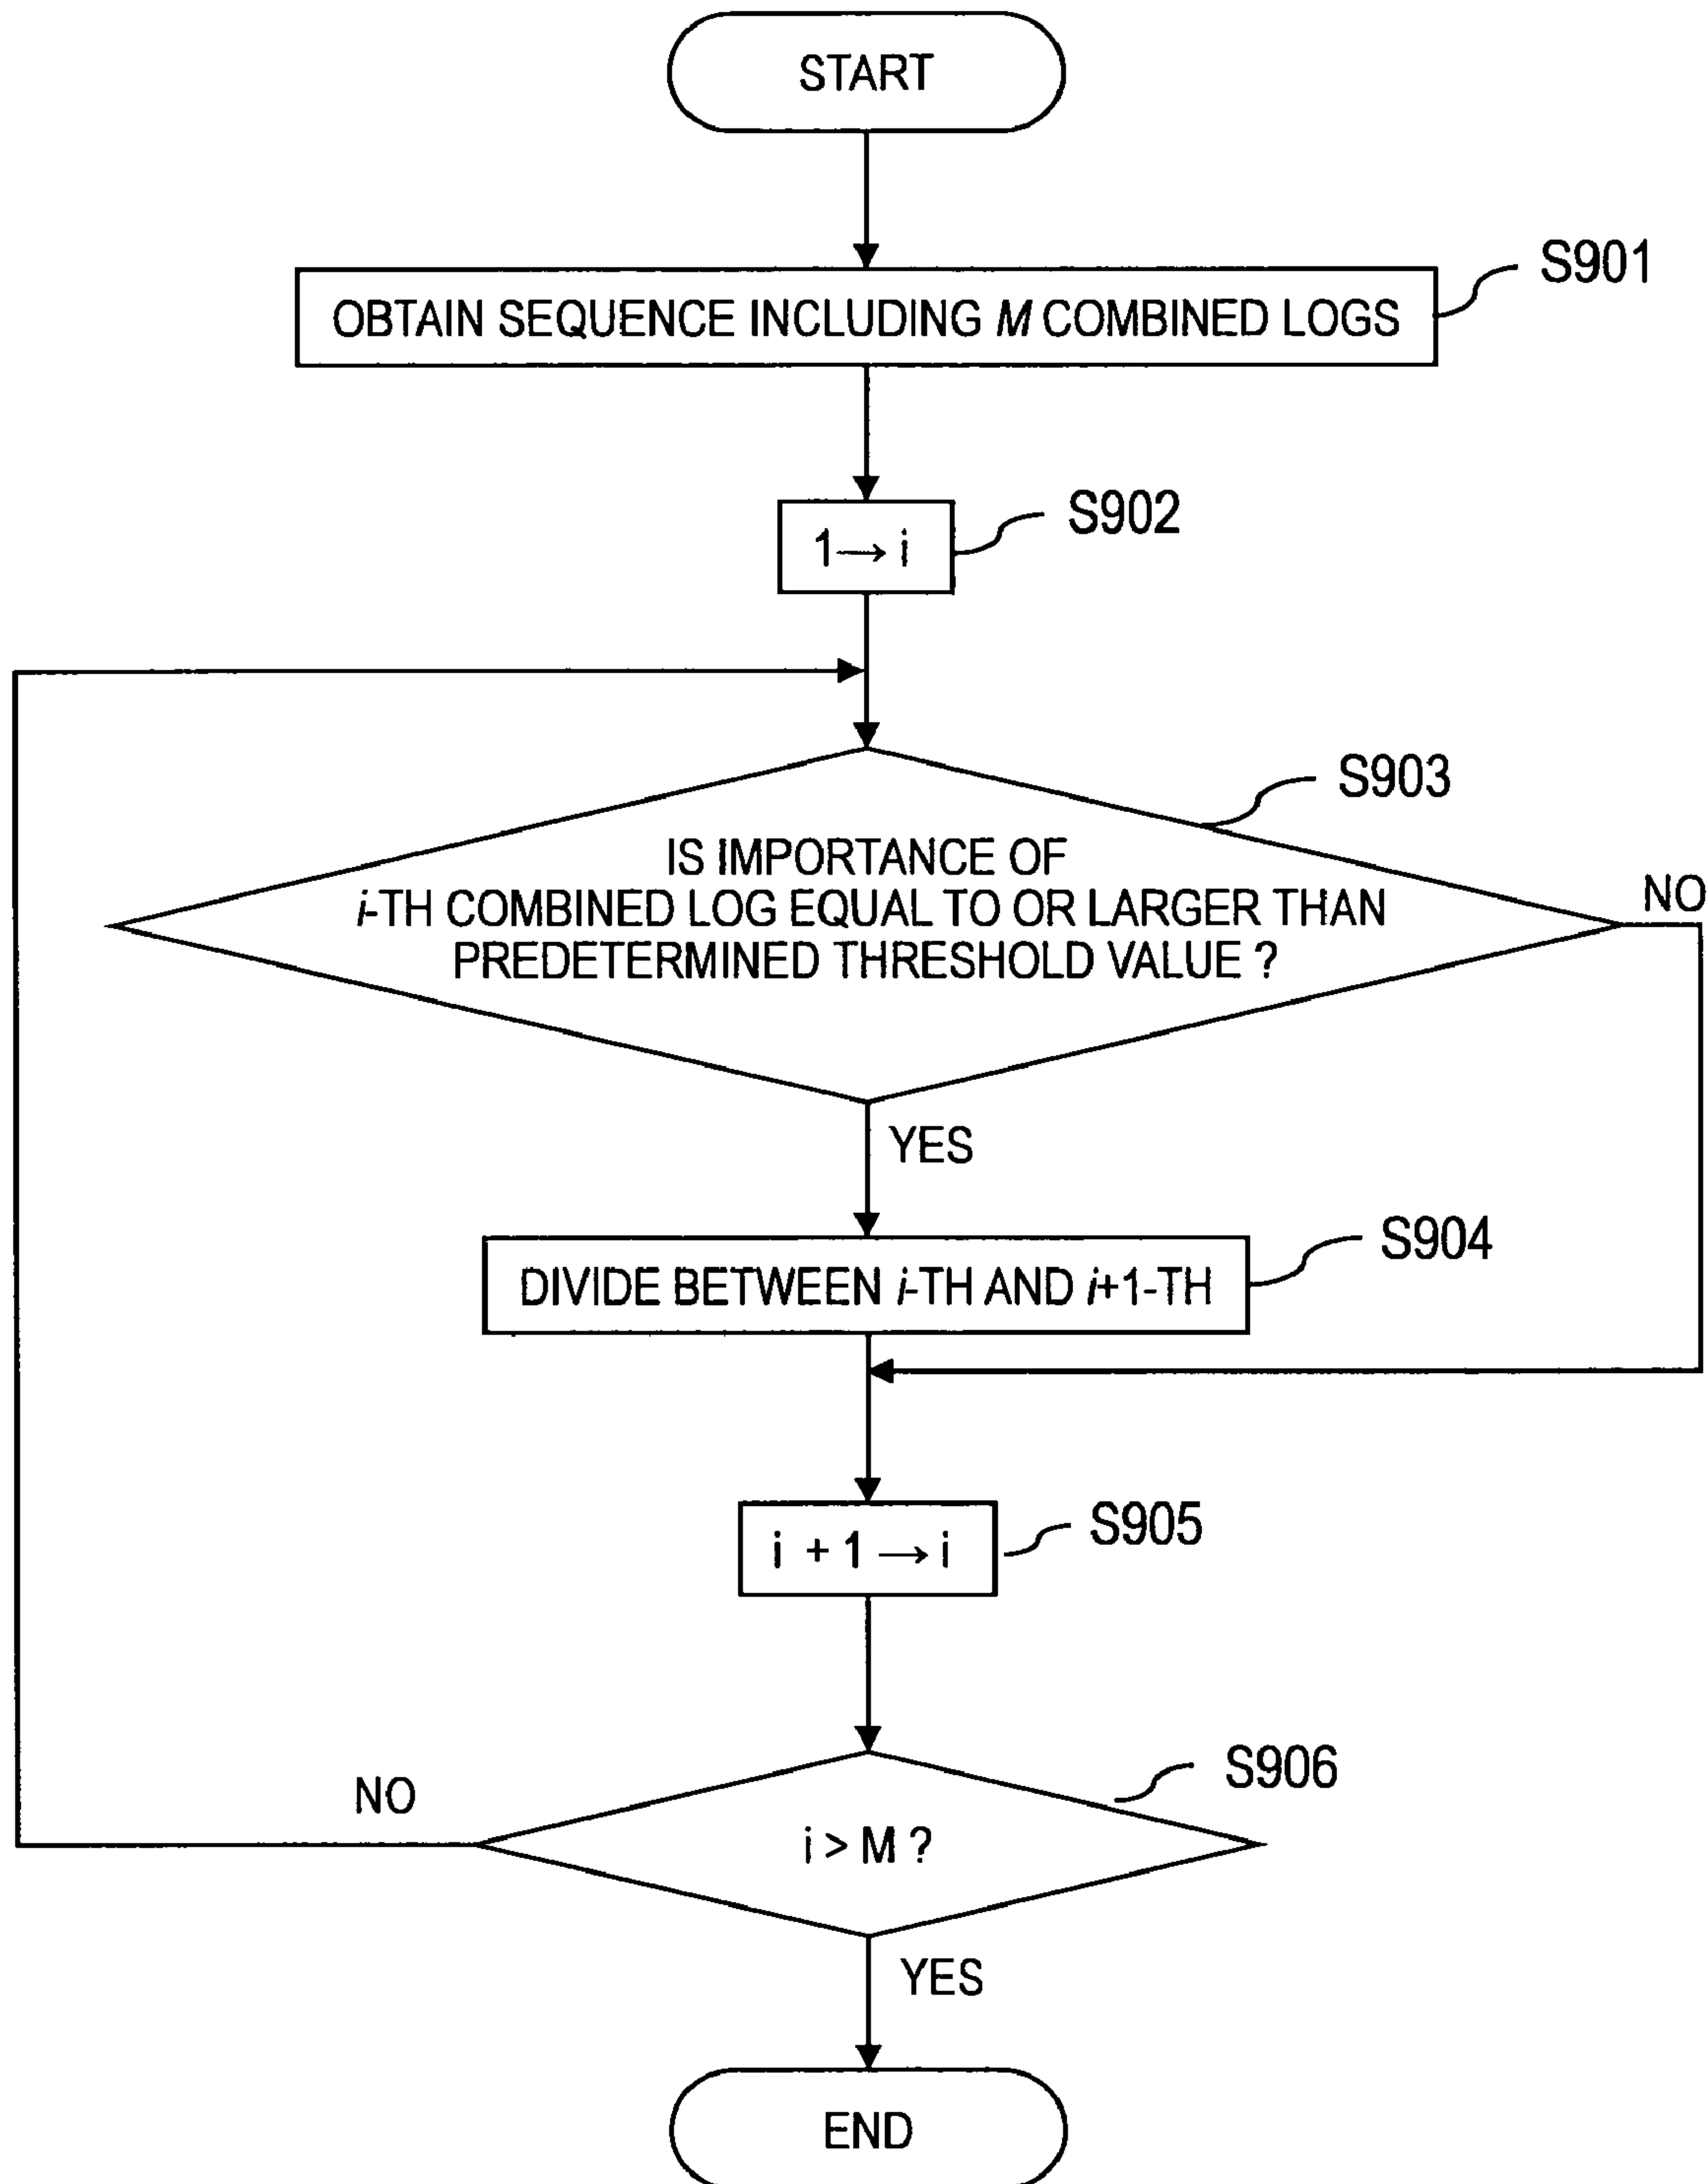 START
S901
OBTAIN SEQUENCE INCLUDING M COMBINED LOGS
S902
1→ i
S903
IS IMPORTANCE OF
i-TH COMBINED LOG EQUAL TO OR LARGER THAN
PREDETERMINED THRESHOLD VALUE ?
NO
YES
S904
DIVIDE BETWEEN i-TH AND i+1-TH
S905
i + 1 → i
S906
NO
i > M ?
YES
END